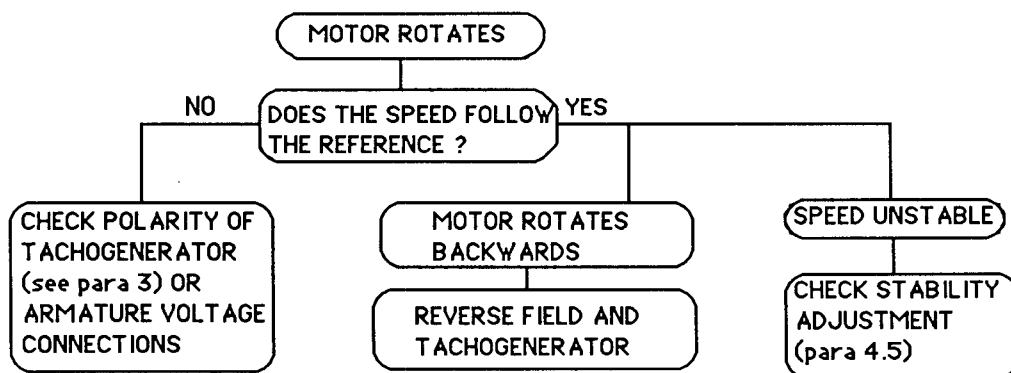 MOTOR ROTATES
NO
DOES THE SPEED FOLLOW
THE REFERENCE ?
YES
CHECK POLARITY OF
TACHOGENERATOR
(see para 3) OR
ARMATURE VOLTAGE
CONNECTIONS
MOTOR ROTATES
BACKWARDS
REVERSE FIELD AND
TACHOGENERATOR
SPEED UNSTABLE
CHECK STABILITY
ADJUSTMENT
(para 4.5)